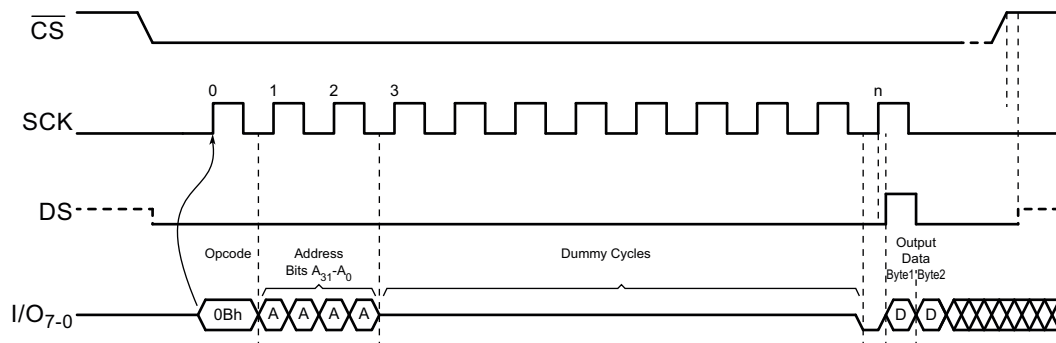 CS
0 1 2 3 n
SCK
DS
Opcode Address Dummy Cycles Output
Bits A31-A0 Data
Byte1 Byte2
I/O7-0 0Bh A A A A D D